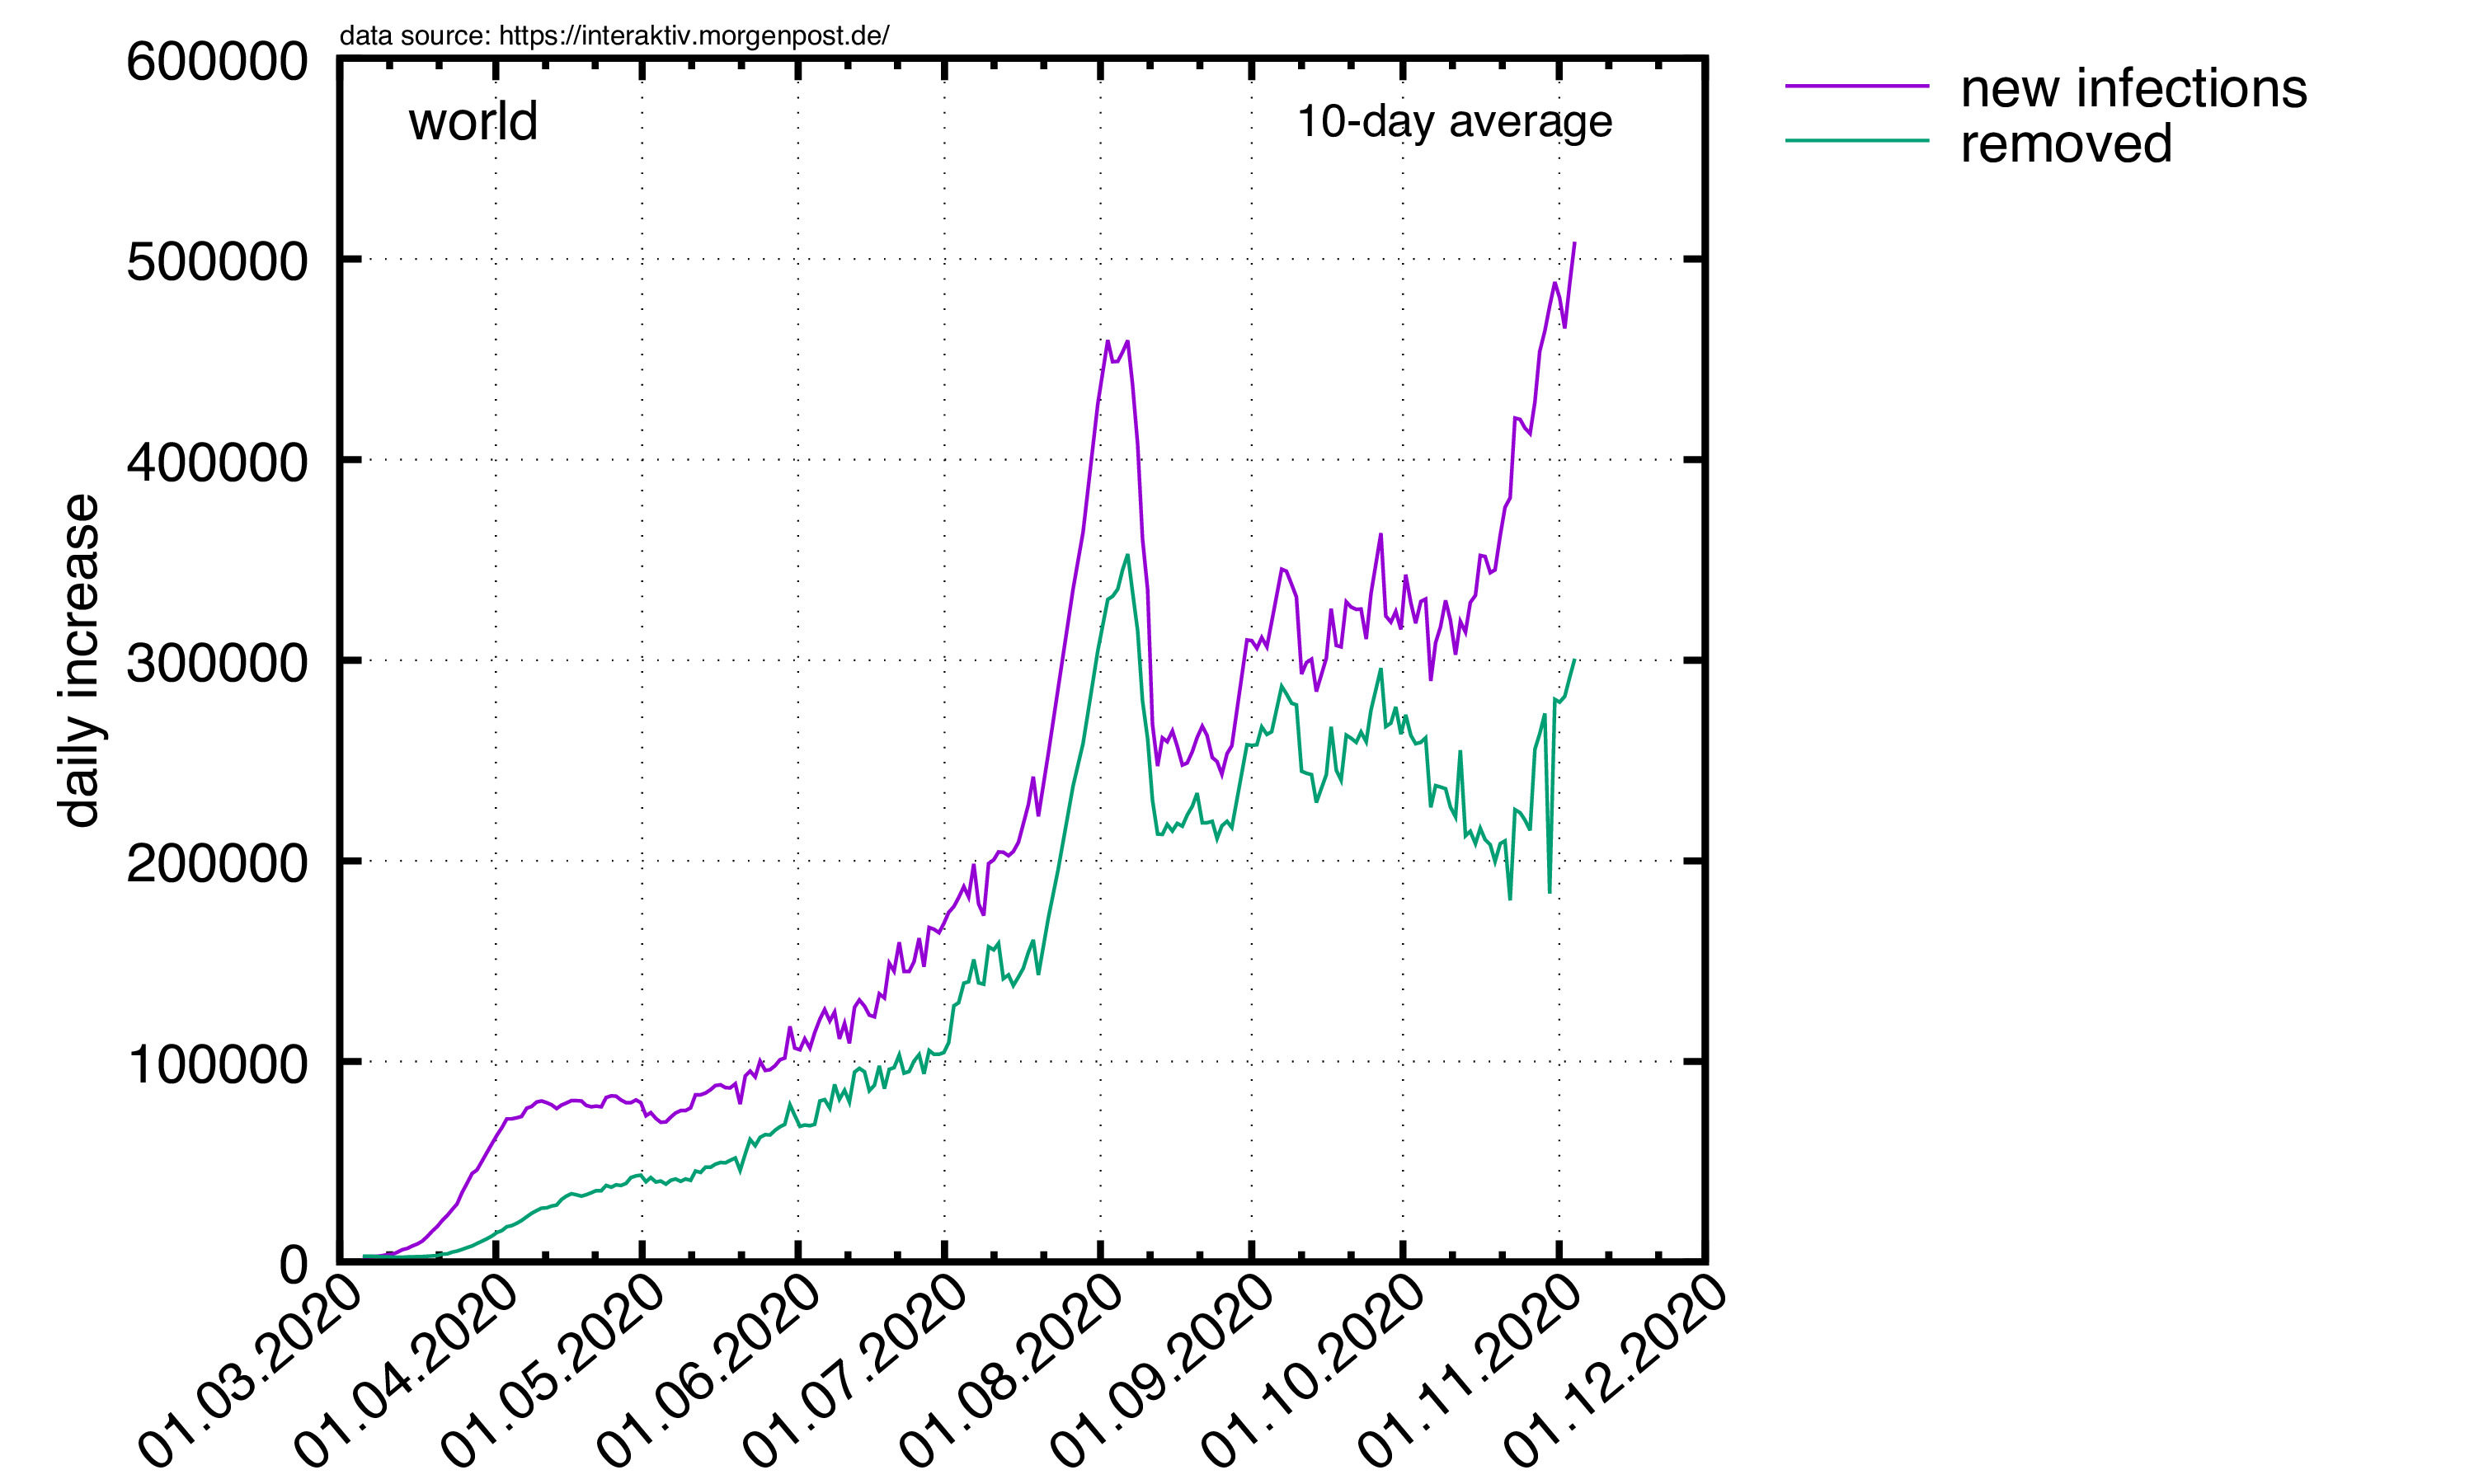 data source: https://interaktiv.morgenpost.de/
600000
500000
400000
300000
200000
100000
0
daily increase
world
10-day average
new infections
removed
01.03.2020
01.04.2020
01.05.2020
01.06.2020
01.07.2020
01.08.2020
01.09.2020
01.10.2020
01.11.2020
01.12.2020